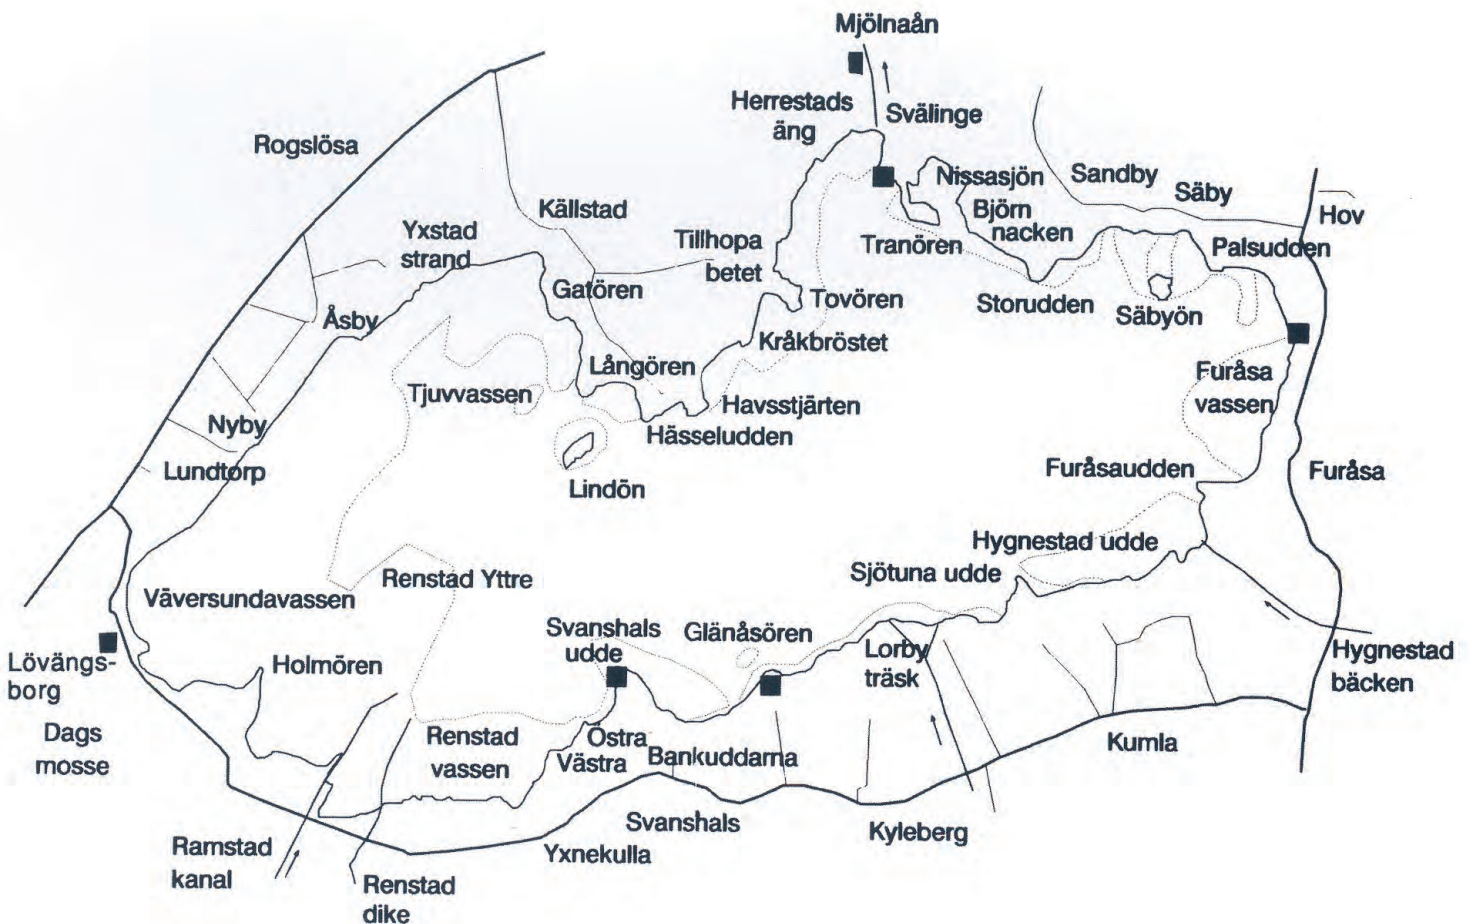 Mjölnaån
Herrestads
äng
Svälinge
Rogslösa
Nissasjön
Sandby
Säby
Hov
Källstad
Björn
nacken
Yxstad
strand
Tillhopa
betet
Tranören
Palsudden
Gatören
Tovören
Storudden
Säbyön
Åsby
Kråkbröstet
Långören
Furåsa
vassen
Tjuvvassen
Havsstjärten
Nyby
Hässeludden
Lundtorp
Lindön
Furåsaudden
Furåsa
Hygnestad udde
Sjötuna udde
Renstad Yttre
Väversundavassen
Svanshals
udde
Glänåsören
Lövängs-
borg
Holmören
Lorby
träsk
Hygnestad
bäcken
Dags
mosse
Renstad
vassen
Östra
Västra
Bankuddarna
Kumla
Svanshals
Kyleberg
Ramstad
kanal
Yxnekulla
Renstad
dike